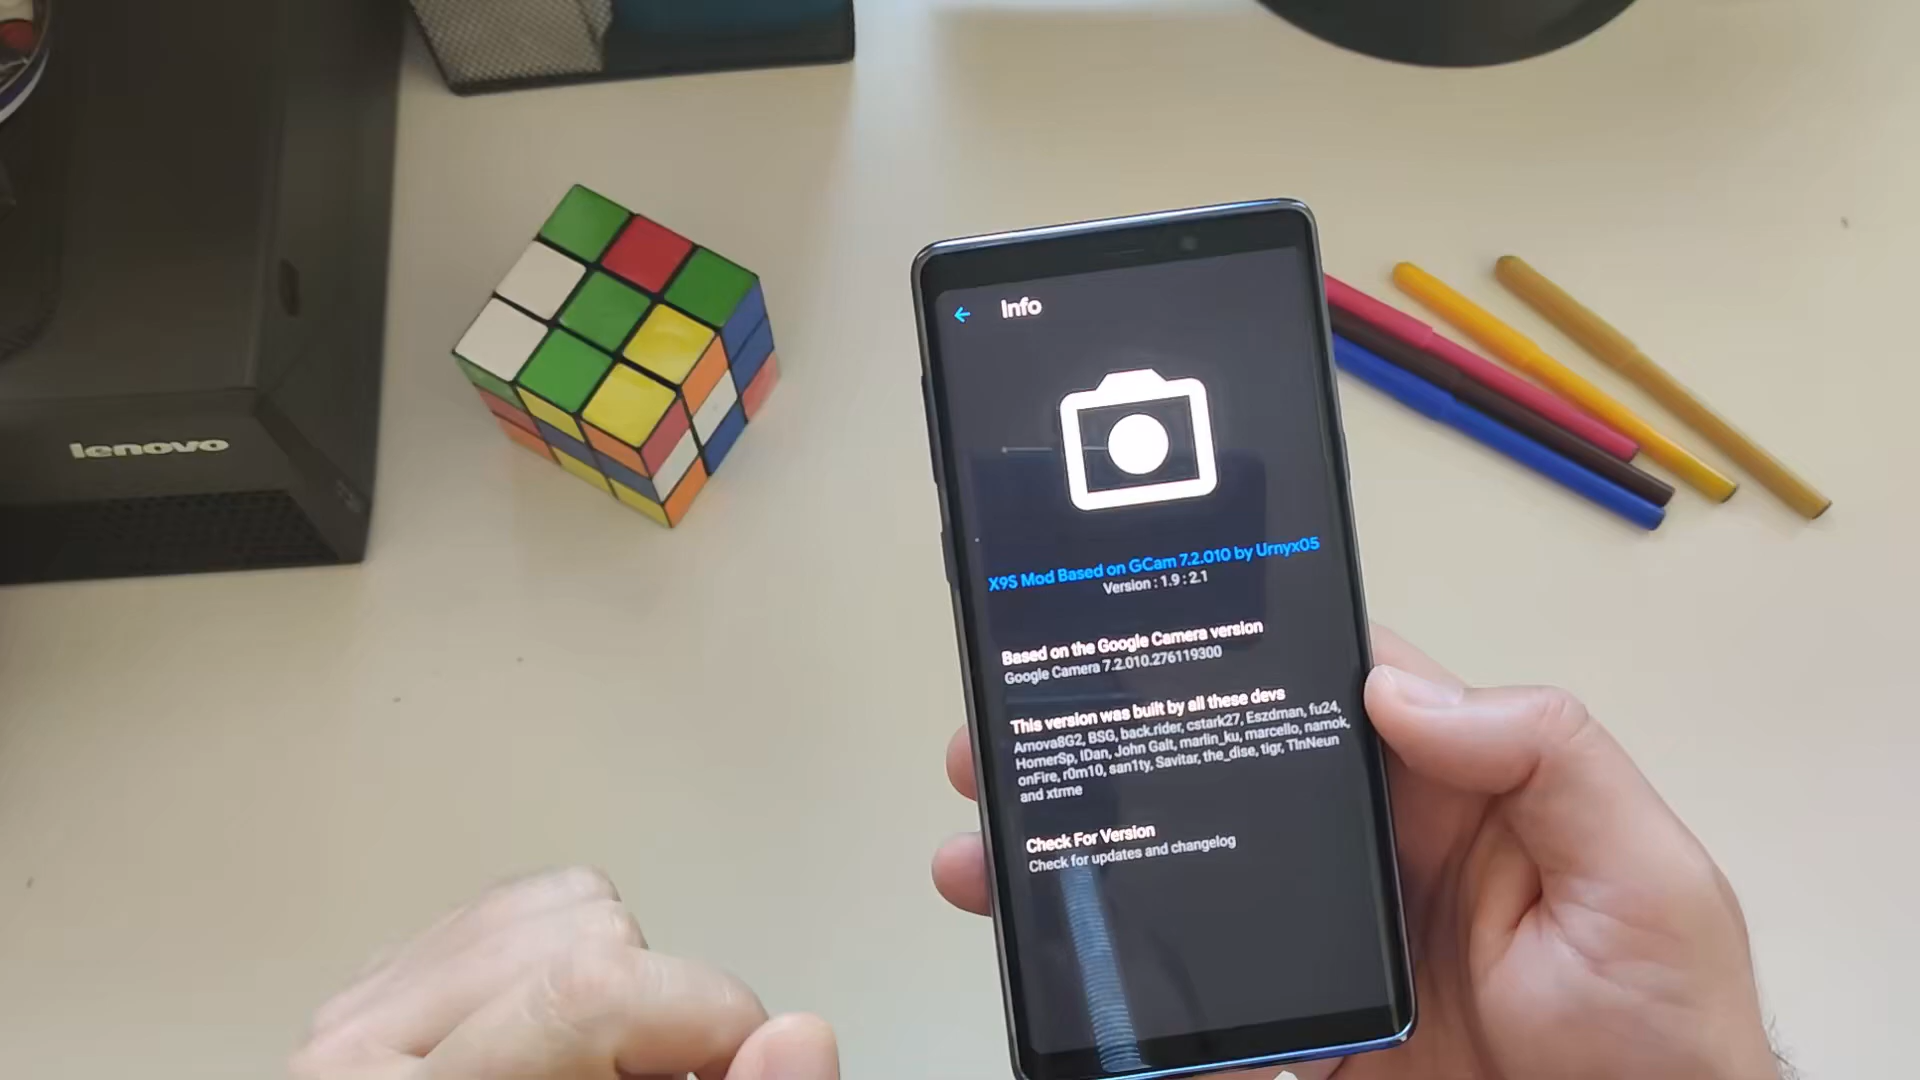 lenovo
Info
X9S Mod Based on GCam 7.2.010 by Urnyx05
Version : 1.9 : 2.1
Based on the Google Camera version
Google Camera 7.2.010.276119300
This version was built by all these devs
Amova8G2, BSG, back.rider, cstark27, Eszdman, fu24,
HomerSp, IDan, John Galt, marlin_ku, marcello, namok,
onFire, r0m10, san1ty, Savitar, the_dise, tigr, TlnNeun
and xtrme
Check For Version
Check for updates and changelog